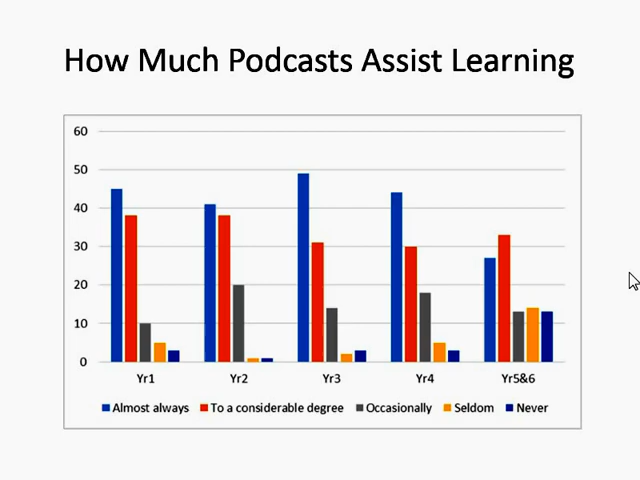 How Much Podcasts Assist Learning
60
50
40
30
20
10
0
Yr1 Yr2 Yr3 Yr4 Yr5&6
Almost always To a considerable degree Occasionally Seldom Never